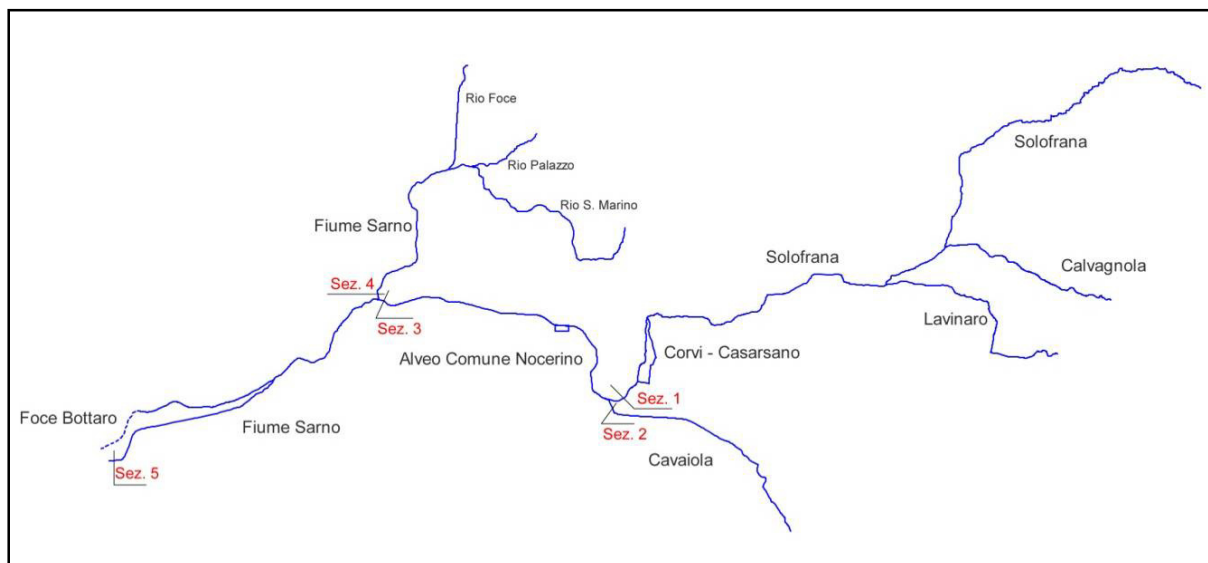 Rio Foce
Solofrana
Rio Palazzo
Rio S. Marino
Fiume Sarno
Solofrana
Calvagnola
Sez. 4
Lavinaro
Sez. 3
Alveo Comune Nocerino
Corvi - Casarsano
Sez. 1
Foce Bottaro
Fiume Sarno
Sez. 2
Cavaiola
Sez. 5